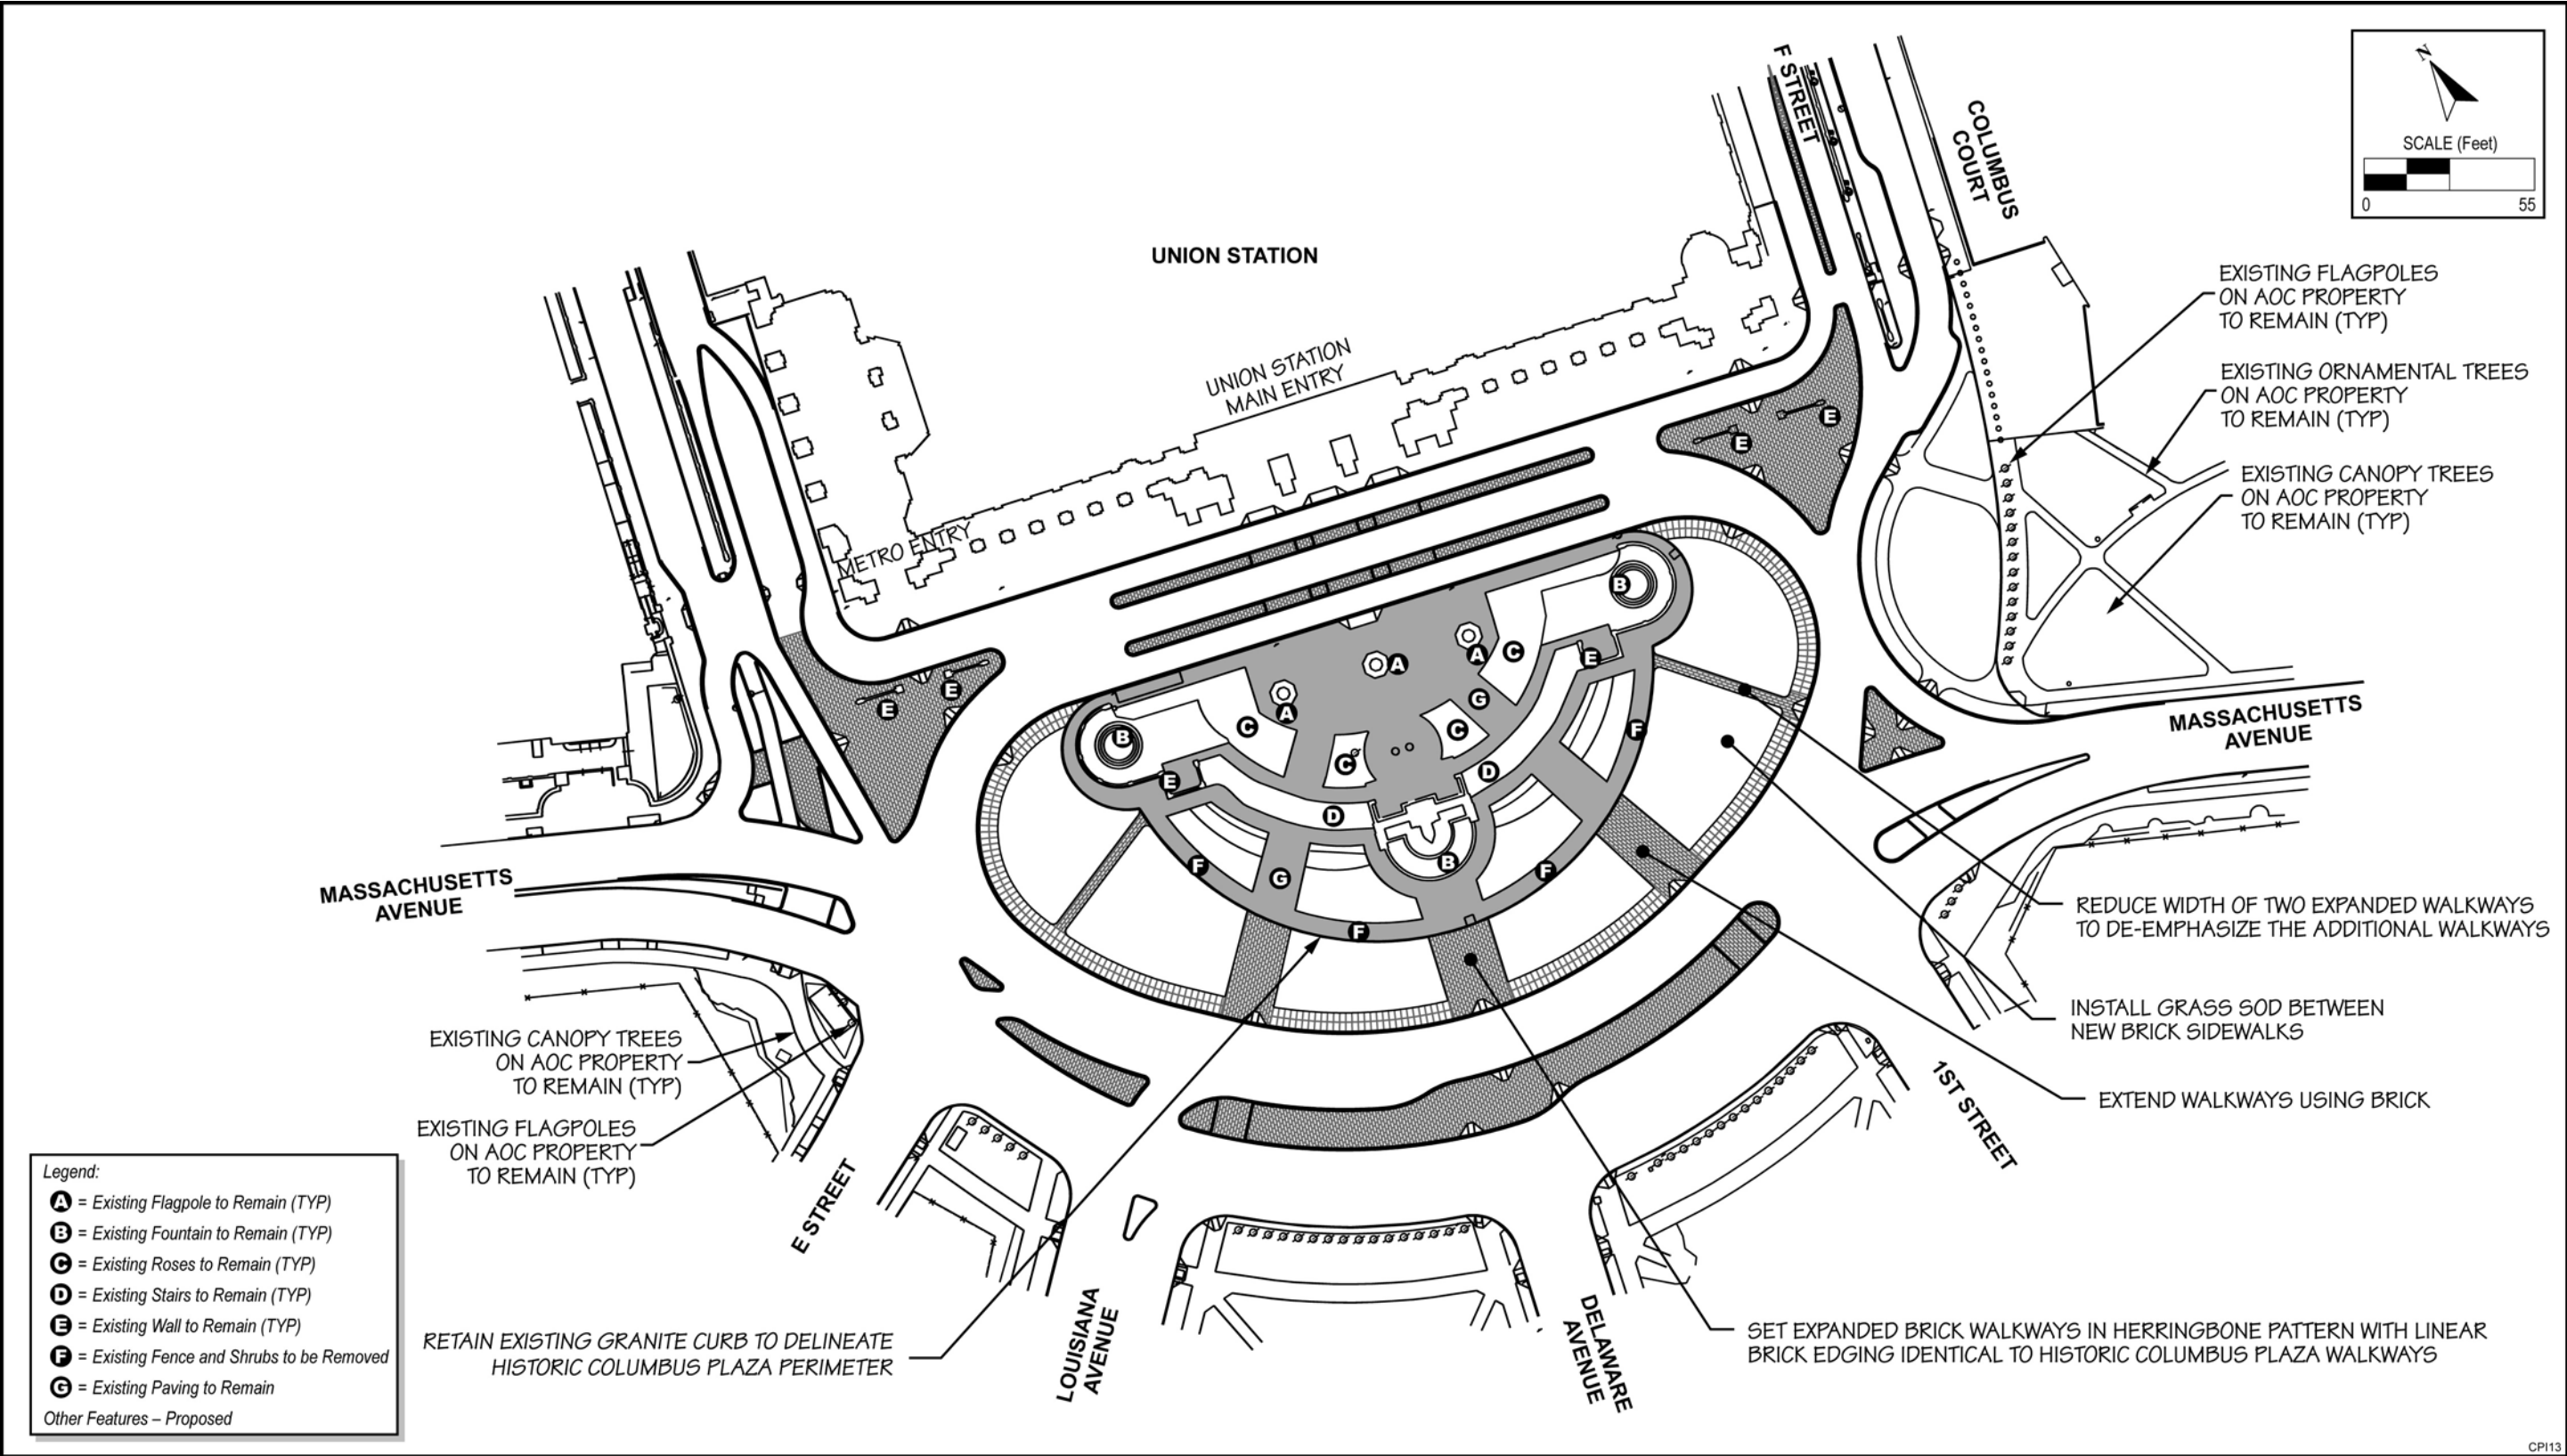 F STREET
COLUMBUS
COURT
N
SCALE (Feet)
0 55
UNION STATION
UNION STATION
MAIN ENTRY
METRO ENTRY
EXISTING FLAGPOLES
ON AOC PROPERTY
TO REMAIN (TYP)
EXISTING ORNAMENTAL TREES
ON AOC PROPERTY
TO REMAIN (TYP)
EXISTING CANOPY TREES
ON AOC PROPERTY
TO REMAIN (TYP)
E
E
B
A
A
C
E
E
E
A
G
C
B
C
C
F
E
D
D
F
G
B
F
F
MASSACHUSETTS
AVENUE
MASSACHUSETTS
AVENUE
REDUCE WIDTH OF TWO EXPANDED WALKWAYS
TO DE-EMPHASIZE THE ADDITIONAL WALKWAYS
INSTALL GRASS SOD BETWEEN
NEW BRICK SIDEWALKS
EXTEND WALKWAYS USING BRICK
EXISTING CANOPY TREES
ON AOC PROPERTY
TO REMAIN (TYP)
EXISTING FLAGPOLES
ON AOC PROPERTY
TO REMAIN (TYP)
1ST STREET
E STREET
LOUISIANA
AVENUE
DELAWARE
AVENUE
RETAIN EXISTING GRANITE CURB TO DELINEATE
HISTORIC COLUMBUS PLAZA PERIMETER
SET EXPANDED BRICK WALKWAYS IN HERRINGBONE PATTERN WITH LINEAR
BRICK EDGING IDENTICAL TO HISTORIC COLUMBUS PLAZA WALKWAYS
Legend:
A = Existing Flagpole to Remain (TYP)
B = Existing Fountain to Remain (TYP)
C = Existing Roses to Remain (TYP)
D = Existing Stairs to Remain (TYP)
E = Existing Wall to Remain (TYP)
F = Existing Fence and Shrubs to be Removed
G = Existing Paving to Remain
Other Features – Proposed
CPI13